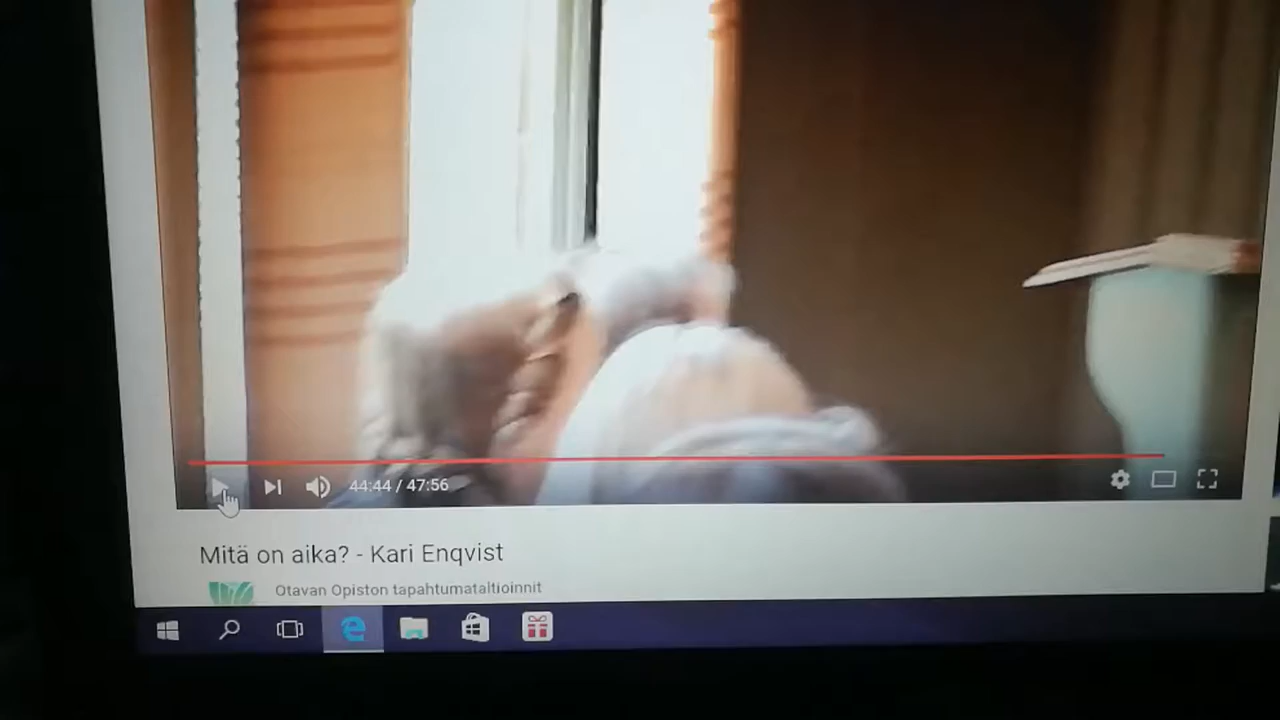 44:44 / 47:56
Mitä on aika? - Kari Enqvist
Otavan Opiston tapahtumataltioinnit